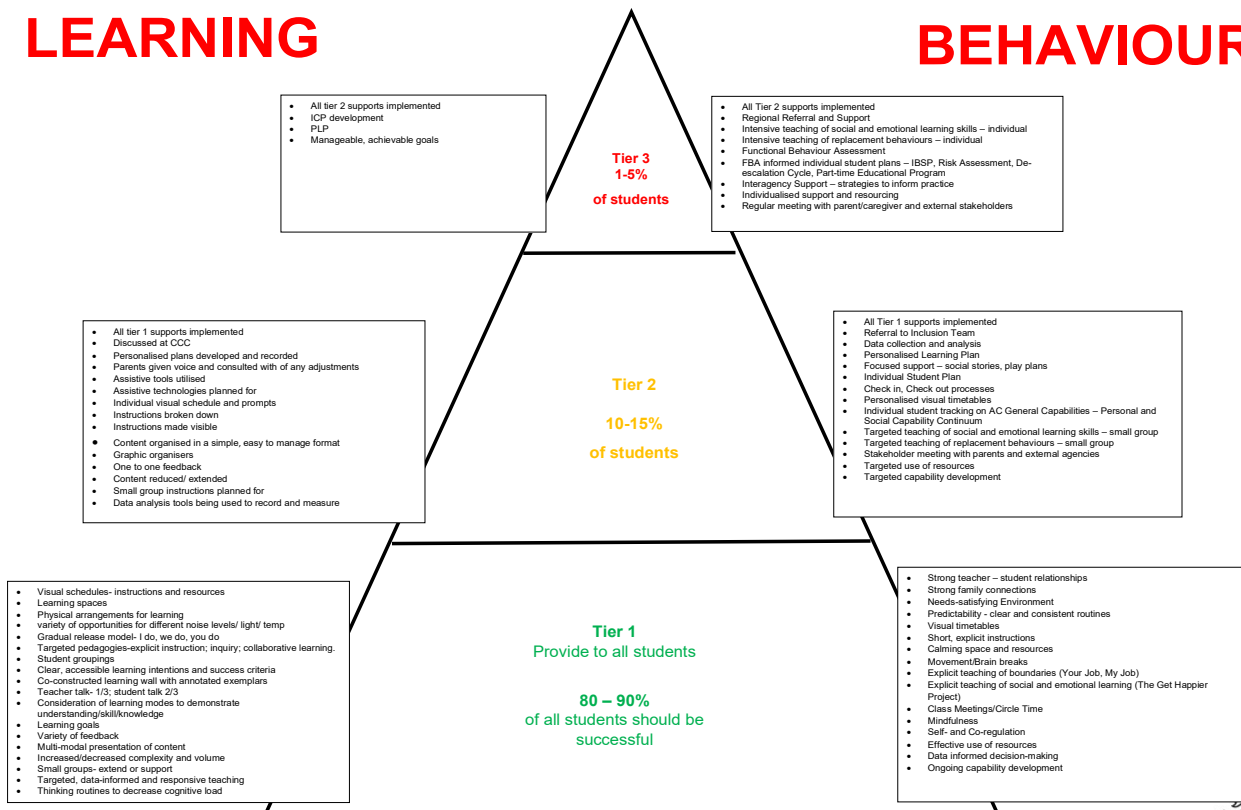 LEARNING
BEHAVIOUR
• All tier 2 supports implemented
• ICP development
• PLP
• Manageable, achievable goals
Tier 3
1-5%
of students
• All Tier 2 supports implemented
• Regional Referral and Support
• Intensive teaching of social and emotional learning skills – individual
• Intensive teaching of replacement behaviours – individual
• Functional Behaviour Assessment
• FBA informed individual student plans – IBSP, Risk Assessment, De-
escalation Cycle, Part-time Educational Program
• Interagency Support – strategies to inform practice
• Individualised support and resourcing
• Regular meeting with parent/caregiver and external stakeholders
• All tier 1 supports implemented
• Discussed at CCC
• Personalised plans developed and recorded
• Parents given voice and consulted with of any adjustments
• Assistive tools utilised
• Assistive technologies planned for
• Individual visual schedule and prompts
• Instructions broken down
• Instructions made visible
• Content organised in a simple, easy to manage format
• Graphic organisers
• One to one feedback
• Content reduced/ extended
• Small group instructions planned for
• Data analysis tools being used to record and measure
Tier 2
10-15%
of students
• All Tier 1 supports implemented
• Referral to Inclusion Team
• Data collection and analysis
• Personalised Learning Plan
• Focused support – social stories, play plans
• Individual Student Plan
• Check in, Check out processes
• Personalised visual timetables
• Individual student tracking on AC General Capabilities – Personal and
Social Capability Continuum
• Targeted teaching of social and emotional learning skills – small group
• Targeted teaching of replacement behaviours – small group
• Stakeholder meeting with parents and external agencies
• Targeted use of resources
• Targeted capability development
• Visual schedules- instructions and resources
• Learning spaces
• Physical arrangements for learning
• variety of opportunities for different noise levels/ light/ temp
• Gradual release model- I do, we do, you do
• Targeted pedagogies-explicit instruction; inquiry; collaborative learning.
• Student groupings
• Clear, accessible learning intentions and success criteria
• Co-constructed learning wall with annotated exemplars
• Teacher talk- 1/3; student talk 2/3
• Consideration of learning modes to demonstrate
understanding/skill/knowledge
• Learning goals
• Variety of feedback
• Multi-modal presentation of content
• Increased/decreased complexity and volume
• Small groups- extend or support
• Targeted, data-informed and responsive teaching
• Thinking routines to decrease cognitive load
Tier 1
Provide to all students
80 – 90%
of all students should be
successful
• Strong teacher – student relationships
• Strong family connections
• Needs-satisfying Environment
• Predictability - clear and consistent routines
• Visual timetables
• Short, explicit instructions
• Calming space and resources
• Movement/Brain breaks
• Explicit teaching of boundaries (Your Job, My Job)
• Explicit teaching of social and emotional learning (The Get Happier
Project)
• Class Meetings/Circle Time
• Mindfulness
• Self- and Co-regulation
• Effective use of resources
• Data informed decision-making
• Ongoing capability development